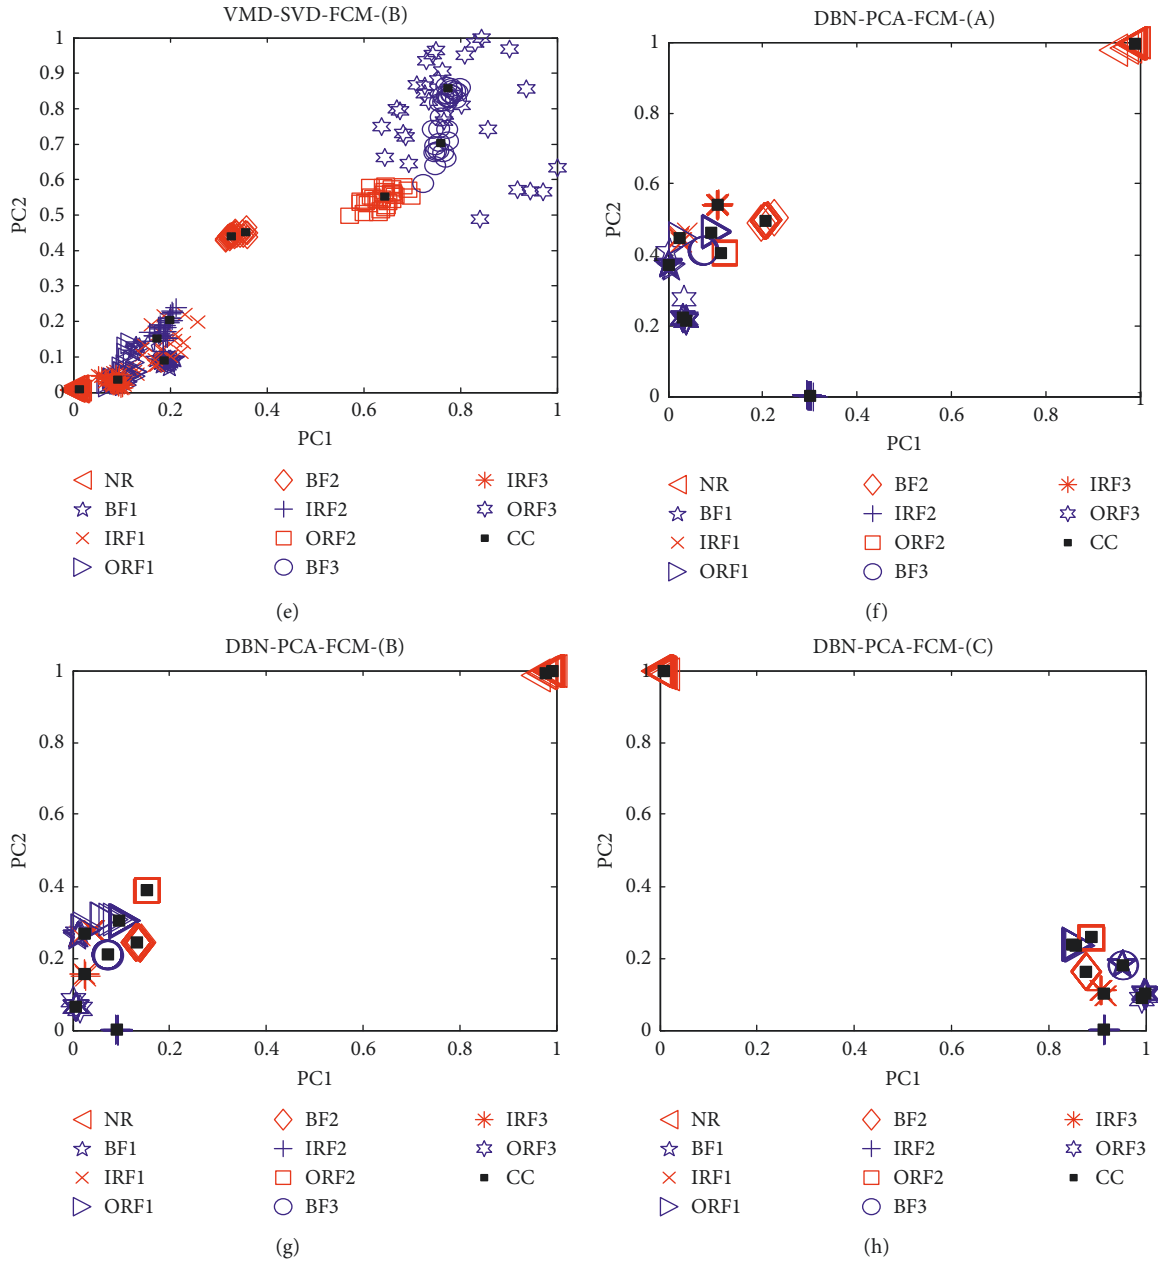 VMD-SVD-FCM-(B)
1
0.9
0.8
0.7
0.6
0.5
0.4
0.3
0.2
0.1
0
PC2
0 0.2 0.4 0.6 0.8 1
PC1
NR BF2 IRF3
BF1 IRF2 ORF3
IRF1 ORF2 CC
ORF1 BF3
(e)
DBN-PCA-FCM-(A)
1
0.8
0.6
0.4
0.2
0
PC2
0 0.2 0.4 0.6 0.8 1
PC1
NR BF2 IRF3
BF1 IRF2 ORF3
IRF1 ORF2 CC
ORF1 BF3
(f)
DBN-PCA-FCM-(B)
1
0.8
0.6
0.4
0.2
0
PC2
0 0.2 0.4 0.6 0.8 1
PC1
NR BF2 IRF3
BF1 IRF2 ORF3
IRF1 ORF2 CC
ORF1 BF3
(g)
DBN-PCA-FCM-(C)
1
0.8
0.6
0.4
0.2
0
PC2
0 0.2 0.4 0.6 0.8 1
PC1
NR BF2 IRF3
BF1 IRF2 ORF3
IRF1 ORF2 CC
ORF1 BF3
(h)